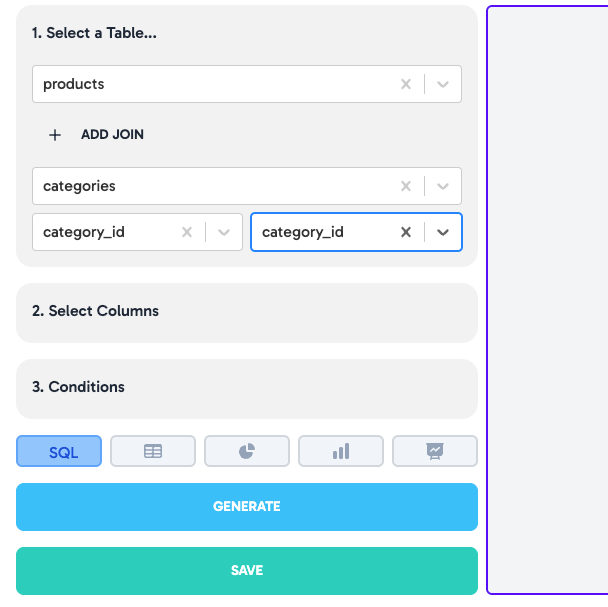 1. Select a Table...
products
ADD JOIN
categories
category_id category_id
2. Select Columns
3. Conditions
SQL
GENERATE
SAVE